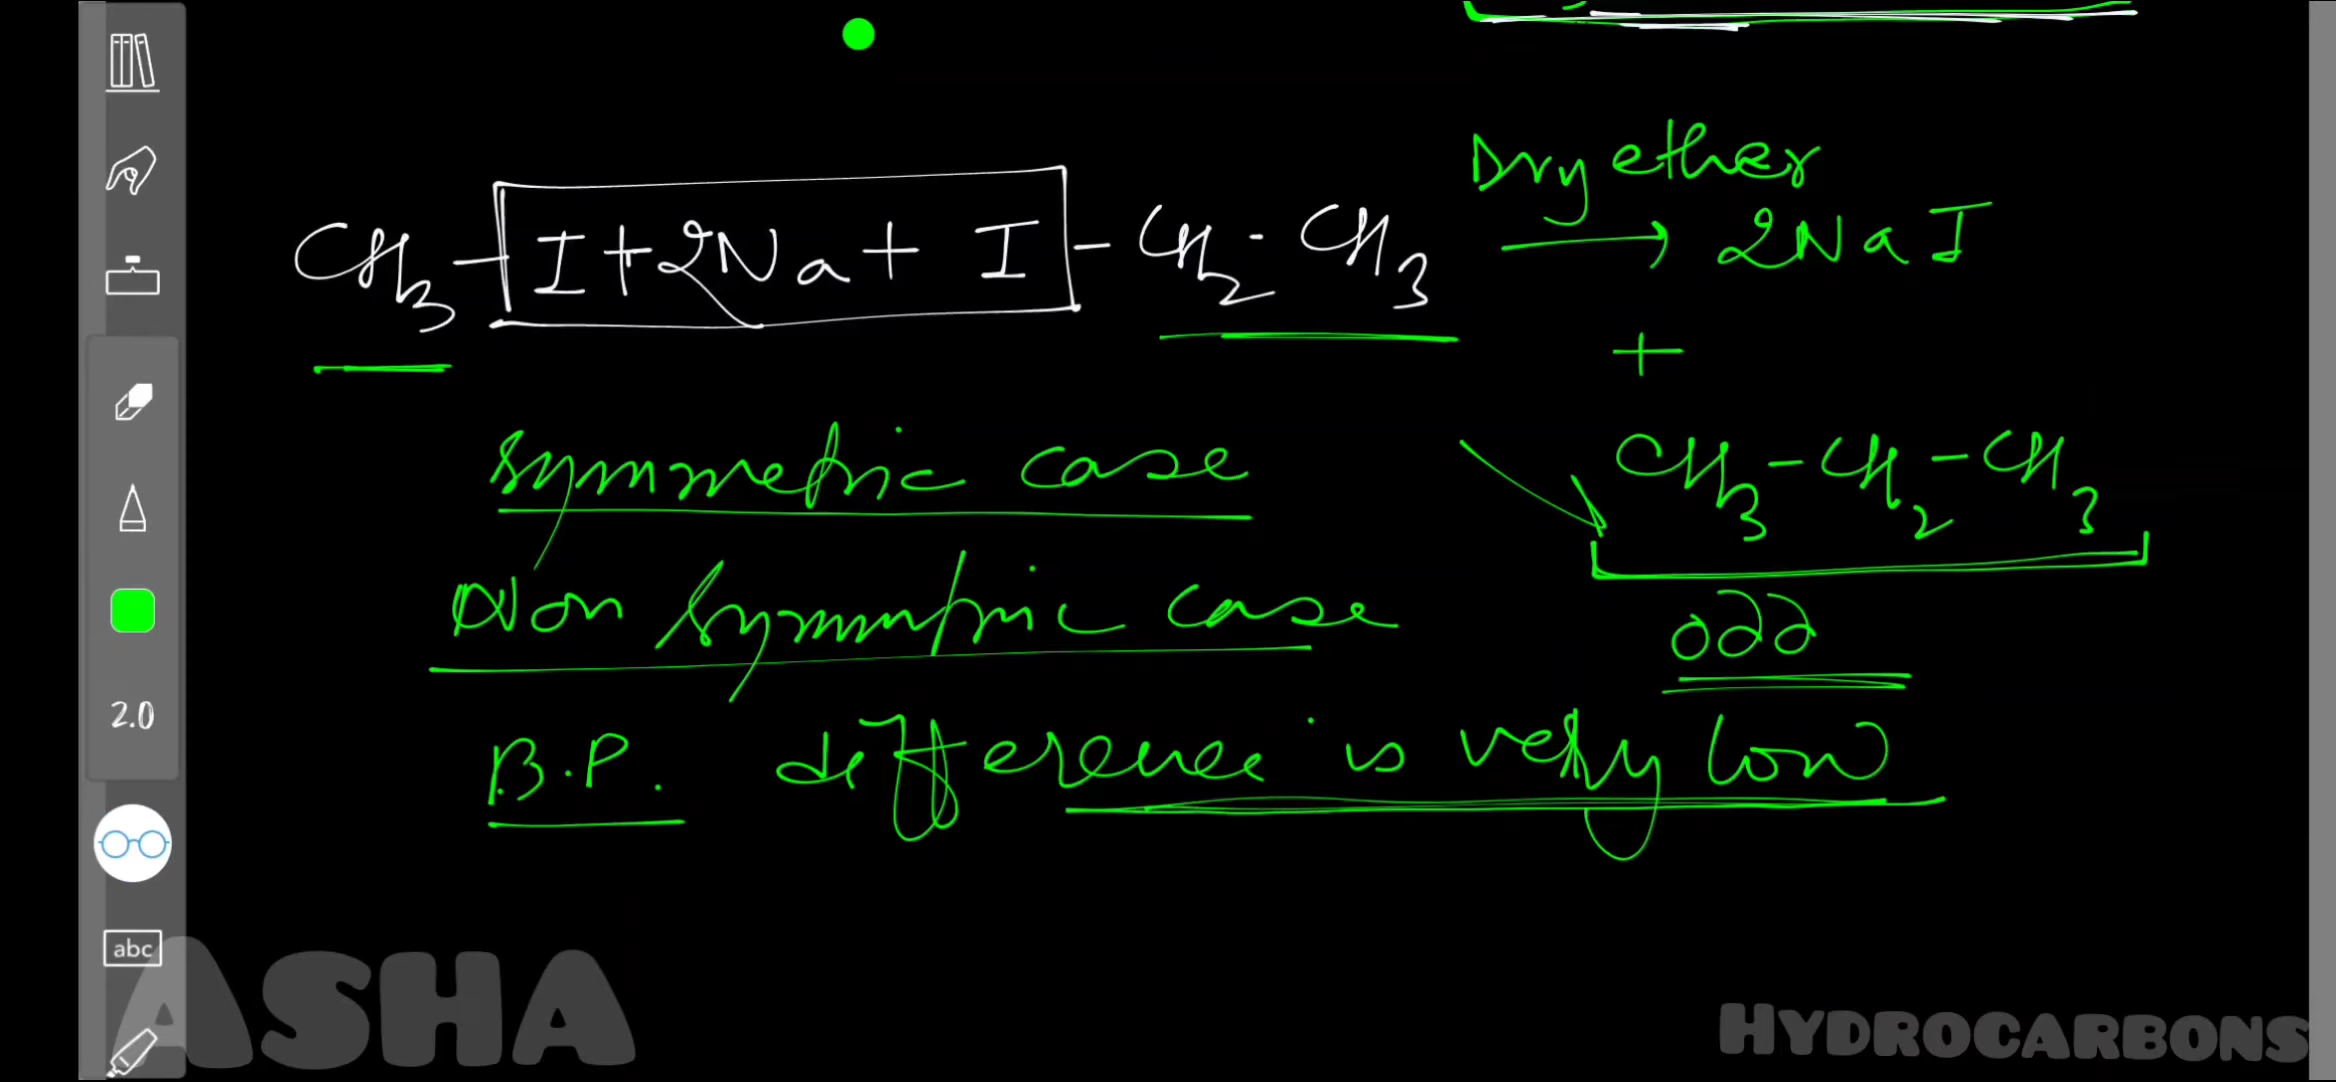 Dry ether
CH₃-I+2Na+I-CH₂-CH₃ → 2NaI
+
CH₃-CH₂-CH₃
symmetric case
odd
Non symmetric case
B.P. difference is very low
2.0
abc
ASHA
HYDROCARBONS